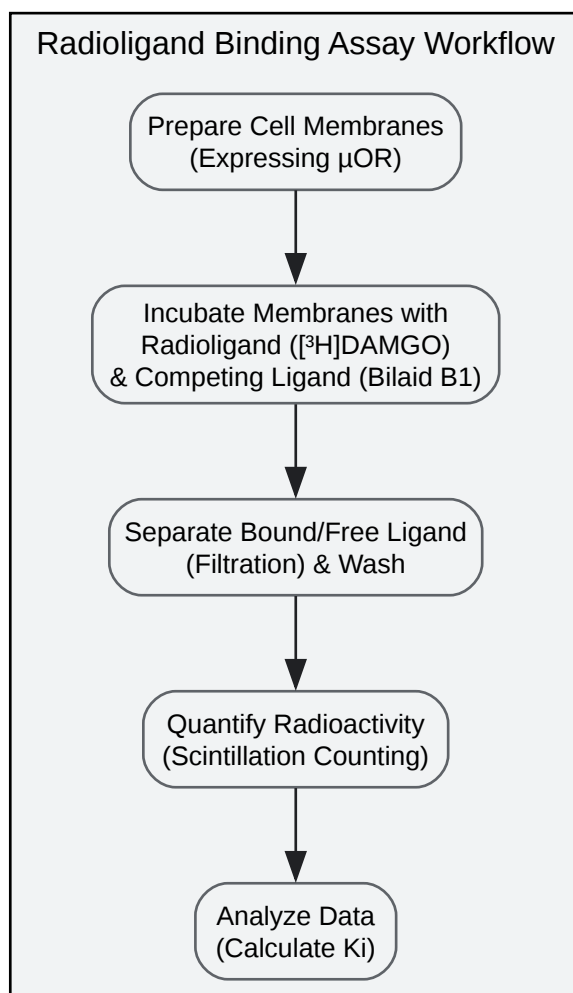 Radioligand Binding Assay Workflow
Prepare Cell Membranes
(Expressing µOR)
Incubate Membranes with
Radioligand ([³H]DAMGO)
& Competing Ligand (Bilaid B1)
Separate Bound/Free Ligand
(Filtration) & Wash
Quantify Radioactivity
(Scintillation Counting)
Analyze Data
(Calculate Ki)